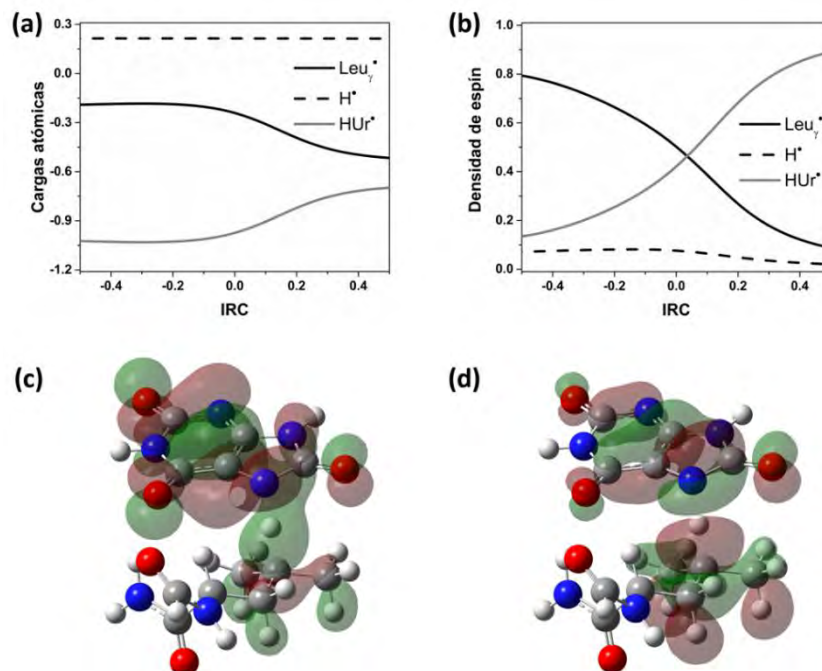 (a)
0.3
0.0
-0.3
-0.6
-0.9
-1.2
Cargas atómicas
Leuγ•
H•
HUr•
-0.4 -0.2 0.0 0.2 0.4
IRC
(b)
1.0
0.8
0.6
0.4
0.2
0.0
Densidad de espín
Leuγ•
H•
HUr•
-0.4 -0.2 0.0 0.2 0.4
IRC
(c)
(d)